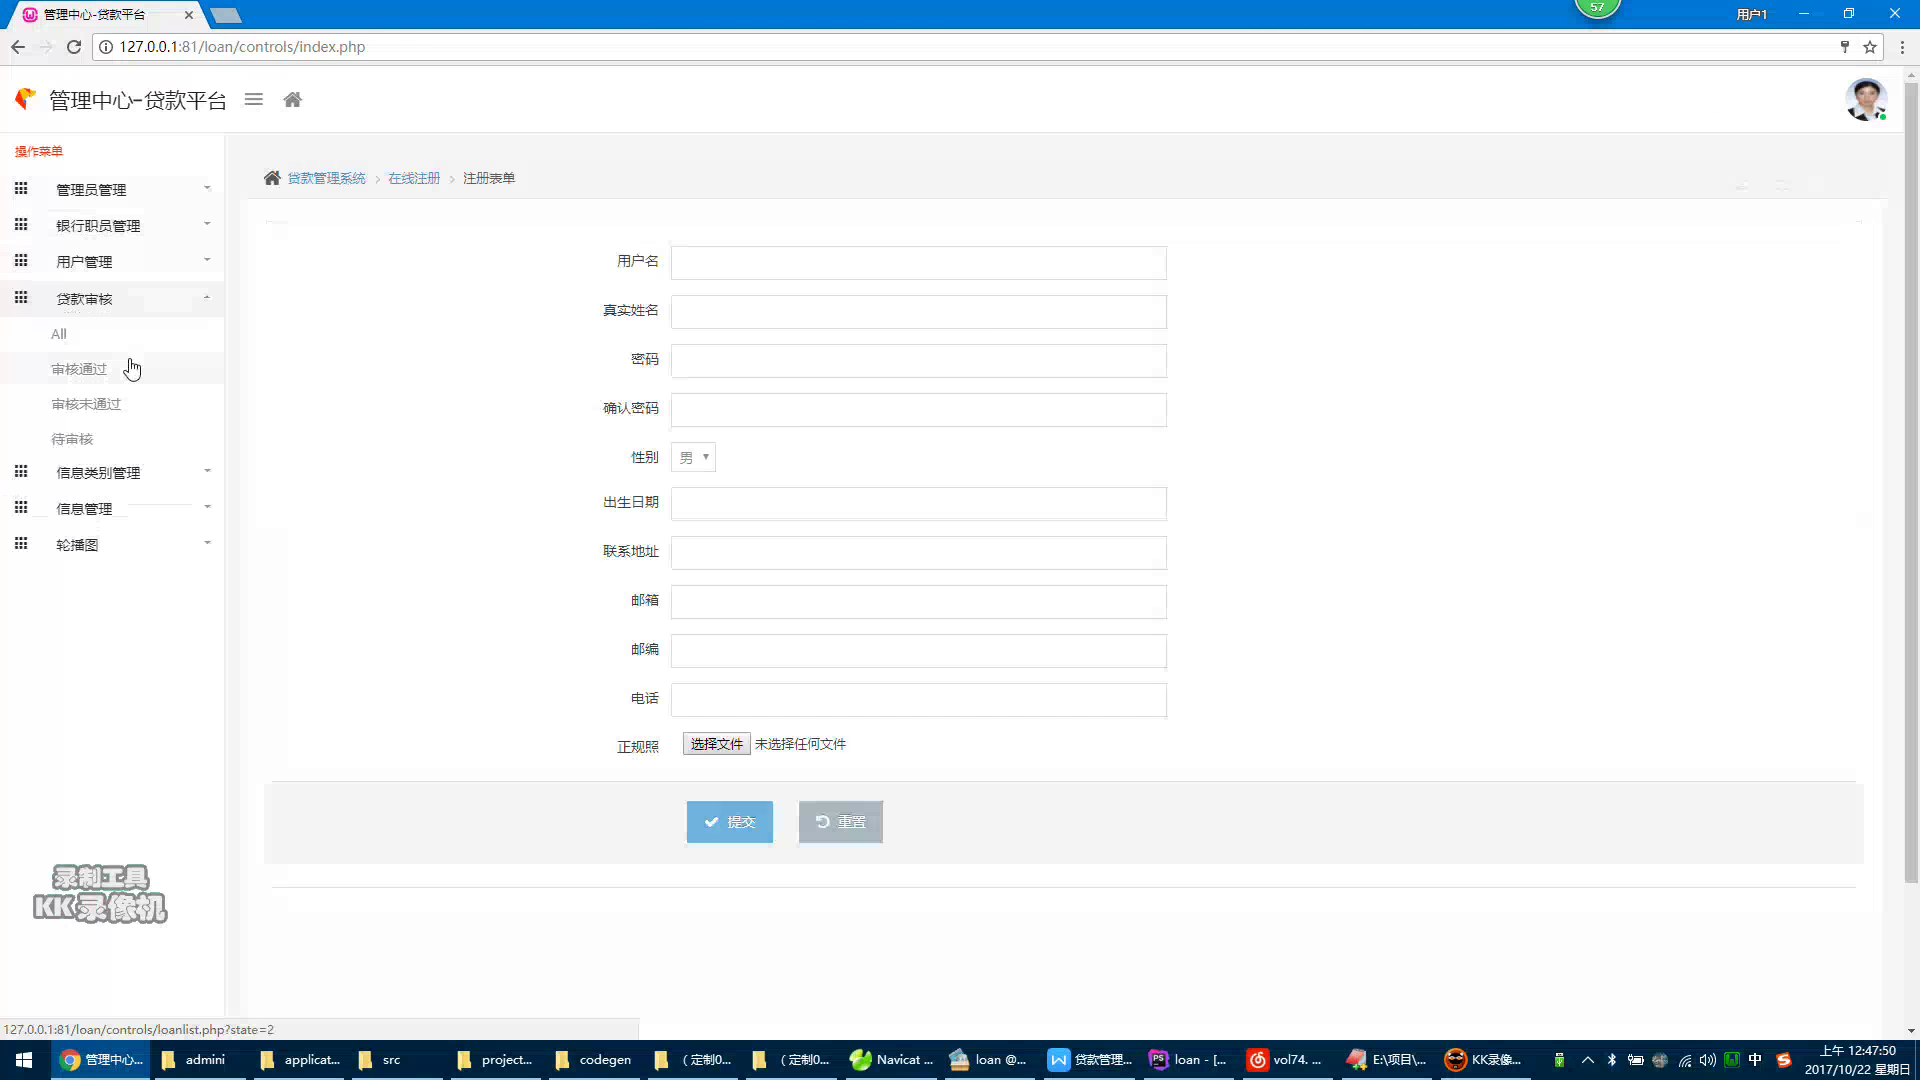 管理中心-贷款平台
57
用户1
127.0.0.1:81/loan/controls/index.php
管理中心-贷款平台
操作菜单
管理员管理
银行职员管理
用户管理
贷款审核
All
审核通过
审核未通过
待审核
信息类别管理
信息管理
轮播图
贷款管理系统 > 在线注册 > 注册表单
用户名
真实姓名
密码
确认密码
性别 男
出生日期
联系地址
邮箱
邮编
电话
正规照 选择文件 未选择任何文件
提交 重置
录制工具
KK录像机
127.0.0.1:81/loan/controls/loanlist.php?state=2
管理中心... admini applicat... src project... codegen （定制0... （定制0... Navicat ... loan @... 贷款管理... loan - [... vol74. ... E:\项目\... KK录像... 中
上午 12:47:50
2017/10/22 星期日